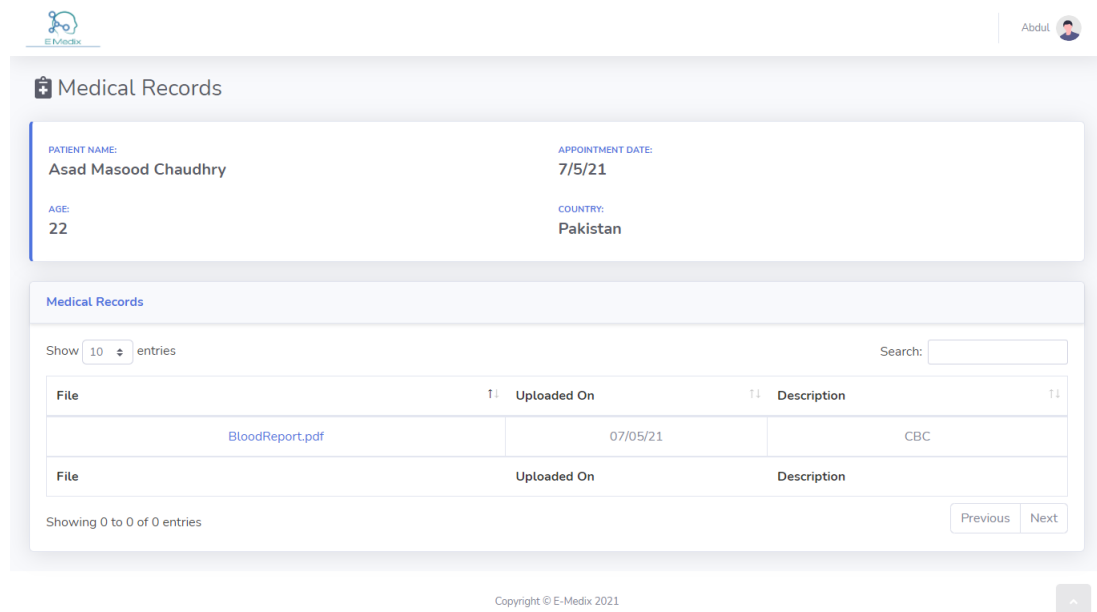 E Medix
Abdul
Medical Records
PATIENT NAME:
Asad Masood Chaudhry
APPOINTMENT DATE:
7/5/21
AGE:
22
COUNTRY:
Pakistan
Medical Records
Show 10 entries
Search:
File Uploaded On Description
BloodReport.pdf 07/05/21 CBC
File Uploaded On Description
Showing 0 to 0 of 0 entries
Previous Next
Copyright © E-Medix 2021